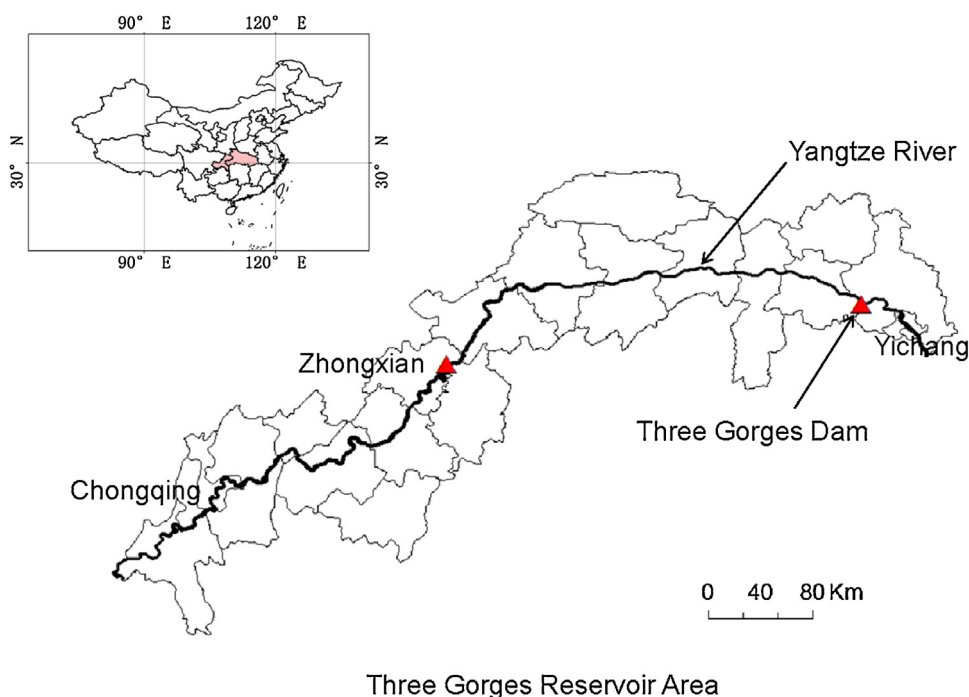 90° E 120° E
30° N
30° N
90° E 120° E
Yangtze River
Zhongxian
Yichang
Three Gorges Dam
Chongqing
0 40 80 Km
Three Gorges Reservoir Area